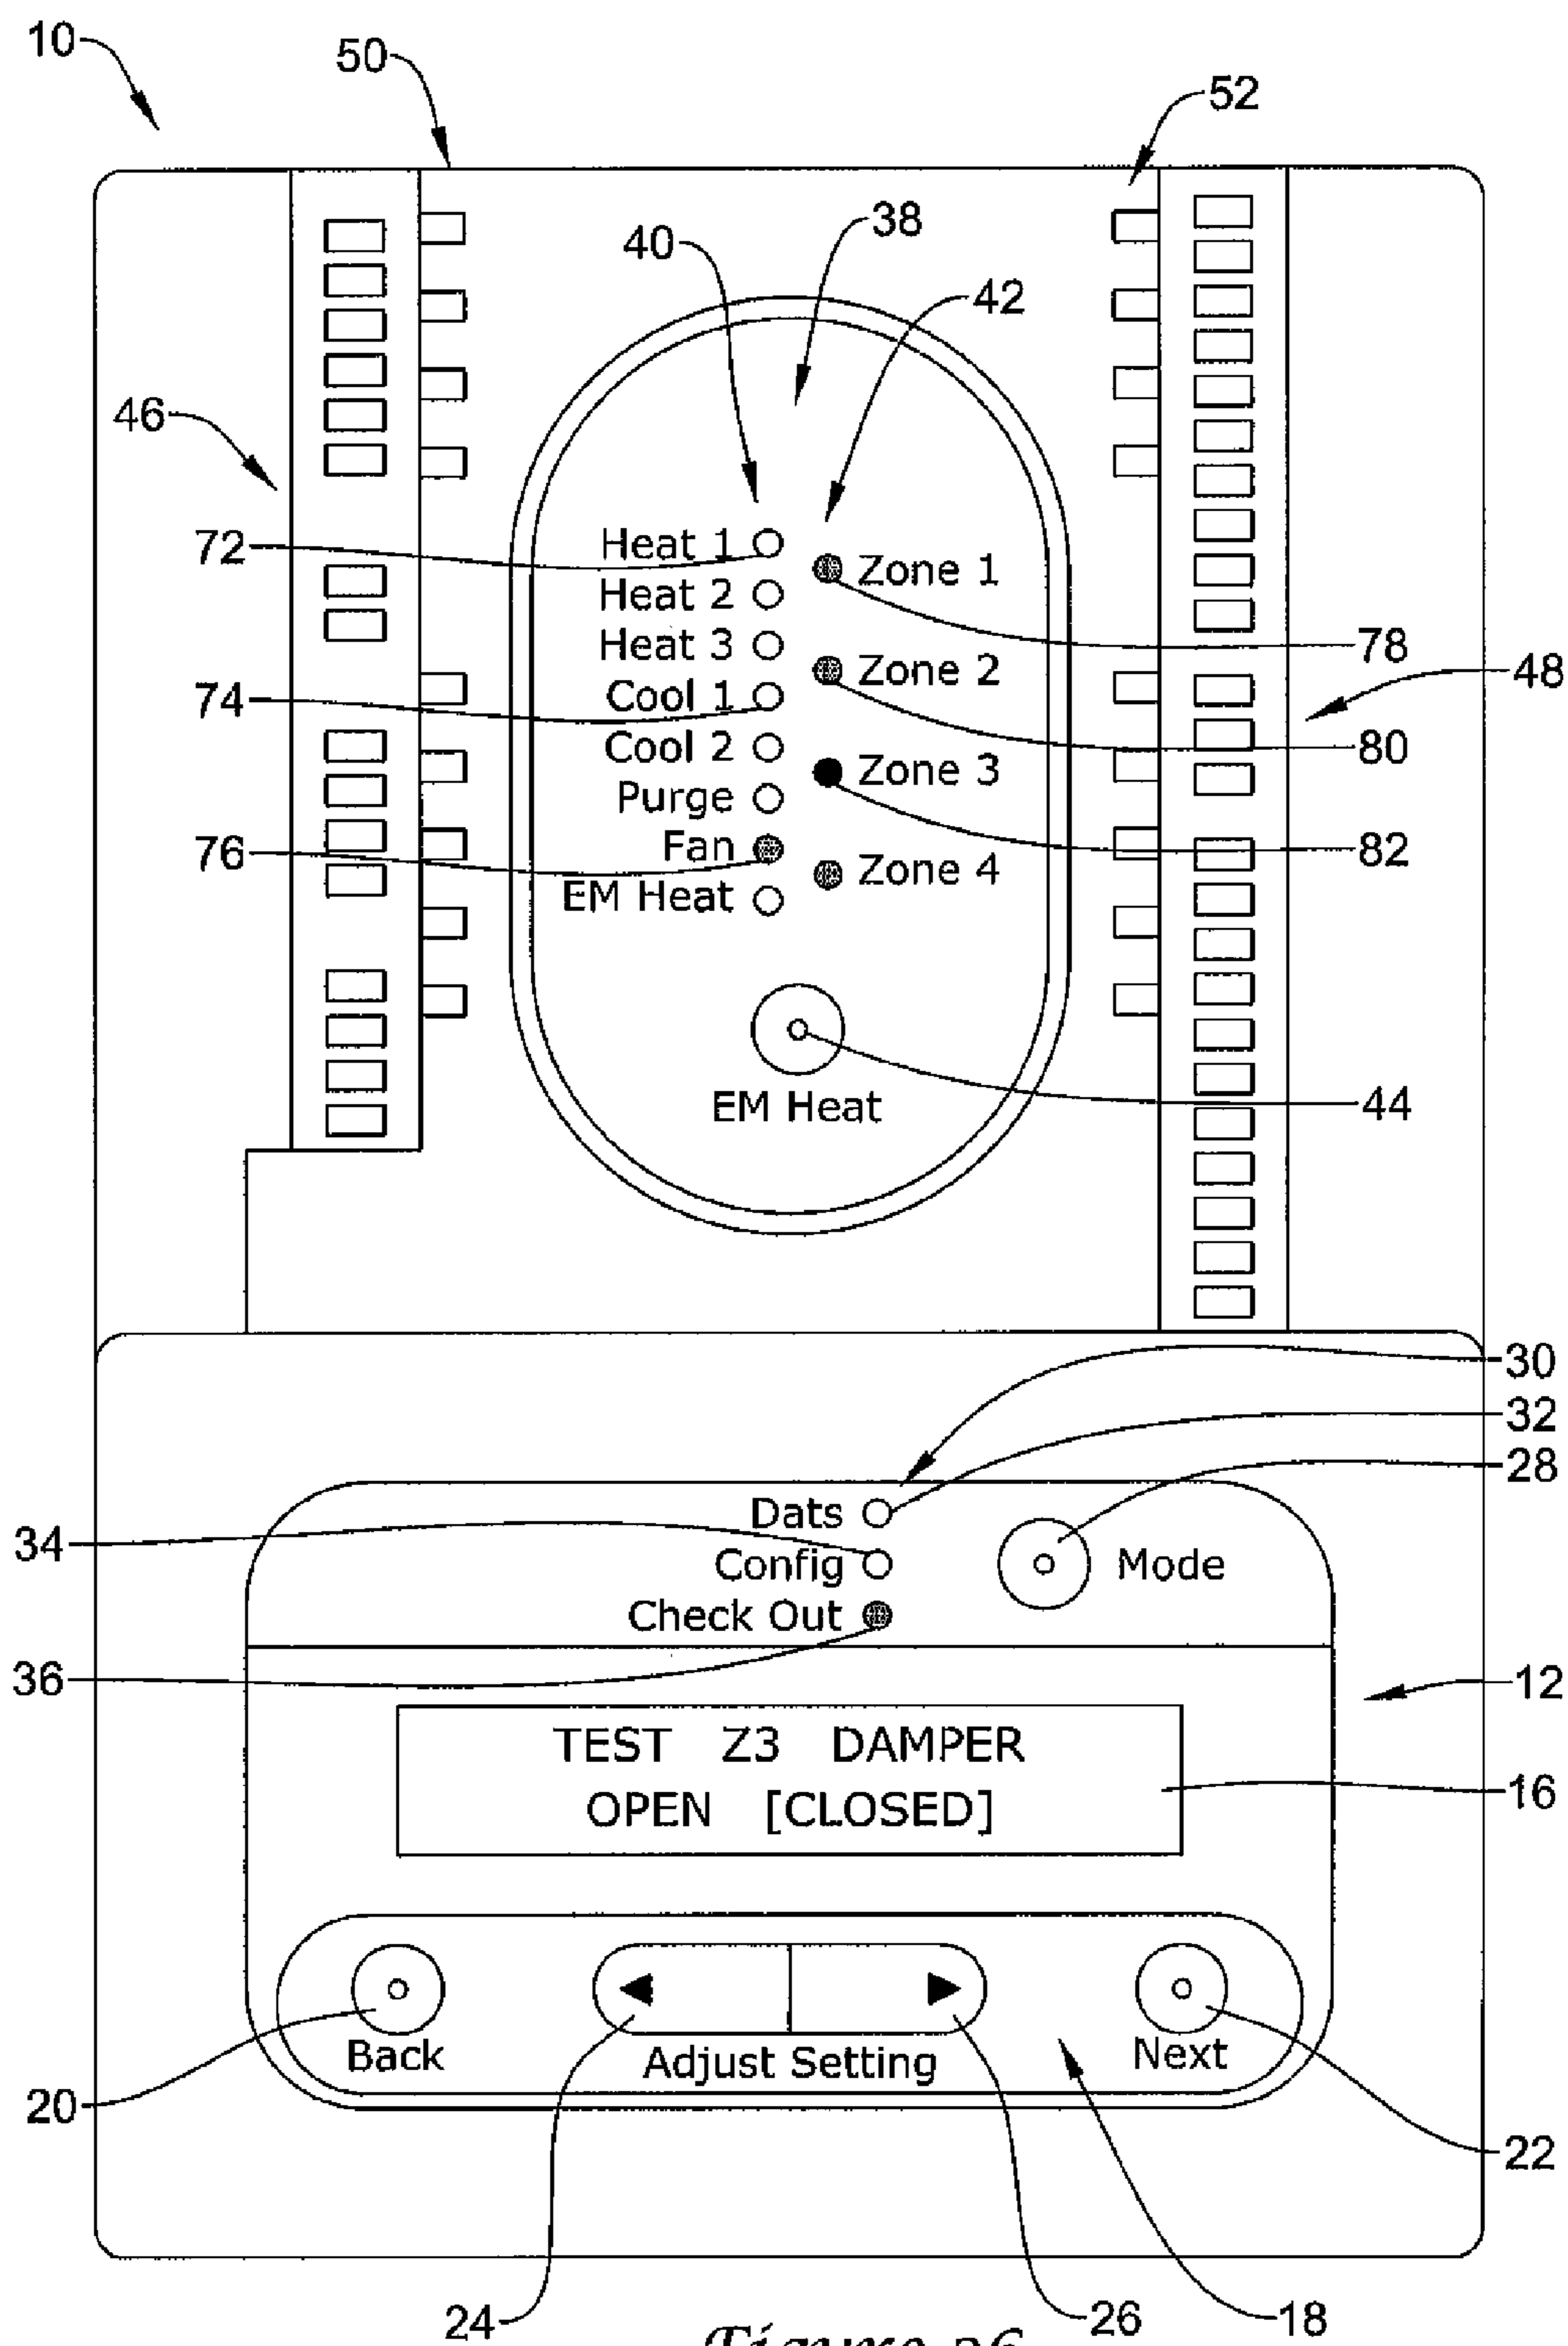 10
50
52
40
38
42
46
72
Heat 1
Zone 1
Heat 2
78
Heat 3
Zone 2
48
74
Cool 1
80
Cool 2
Zone 3
Purge
82
76
Fan
Zone 4
EM Heat
EM Heat
44
30
32
28
Dats
34
Config
Mode
Check Out
36
12
TEST Z3 DAMPER
OPEN [CLOSED]
16
Back
Adjust Setting
Next
20
22
24
26
18